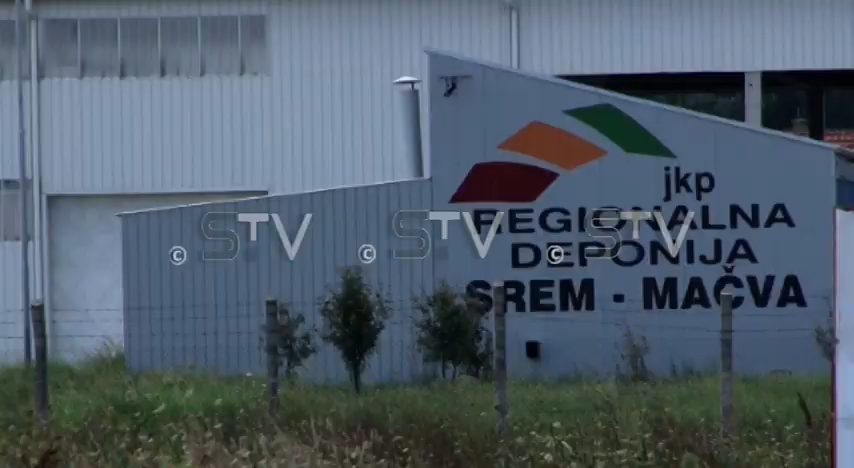 jkp
REGIONALNA
DEPONIJA
SREM - MAČVA
© STV © STV © STV